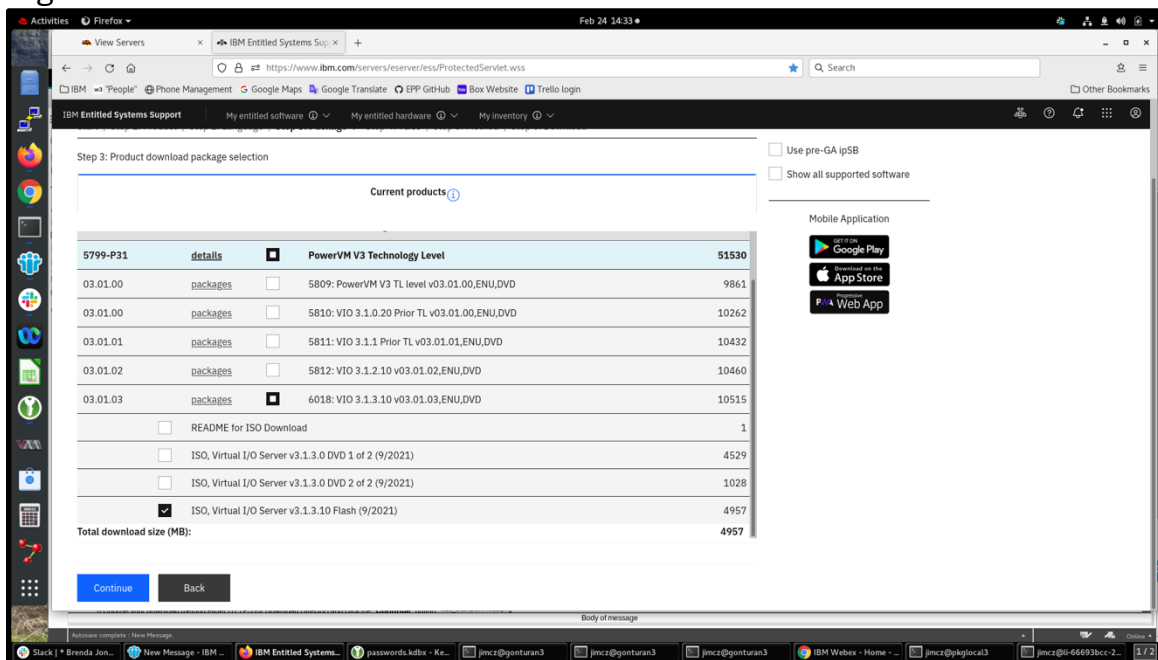 Activities Firefox Feb 24 14:33
View Servers × IBM Entitled Systems Sup × +
https://www.ibm.com/servers/eserver/ess/ProtectedServlet.wss Search
IBM w3 "People" Phone Management Google Maps Google Translate EPP GitHub Box Website Trello login Other Bookmarks
IBM Entitled Systems Support My entitled software My entitled hardware My inventory
Step 3: Product download package selection
Use pre-GA ipSB
Show all supported software
Current products
Mobile Application
GET IT ON
Google Play
Download on the
App Store
PWA Progressive
Web App
5799-P31 details PowerVM V3 Technology Level 51530
03.01.00 packages 5809: PowerVM V3 TL level v03.01.00,ENU,DVD 9861
03.01.00 packages 5810: VIO 3.1.0.20 Prior TL v03.01.00,ENU,DVD 10262
03.01.01 packages 5811: VIO 3.1.1 Prior TL v03.01.01,ENU,DVD 10432
03.01.02 packages 5812: VIO 3.1.2.10 v03.01.02,ENU,DVD 10460
03.01.03 packages 6018: VIO 3.1.3.10 v03.01.03,ENU,DVD 10515
README for ISO Download 1
ISO, Virtual I/O Server v3.1.3.0 DVD 1 of 2 (9/2021) 4529
ISO, Virtual I/O Server v3.1.3.0 DVD 2 of 2 (9/2021) 1028
ISO, Virtual I/O Server v3.1.3.10 Flash (9/2021) 4957
Total download size (MB): 4957
Continue Back
Body of message
Autosave complete : New Message Online
Slack | * Brenda Jon... New Message - IBM ... IBM Entitled Systems... passwords.kdbx - Ke... jimcz@gonturan3 jimcz@gonturan3 jimcz@gonturan3 IBM Webex - Home - ... jimcz@pkglocal3 jimcz@li-66693bcc-2... 1 / 2